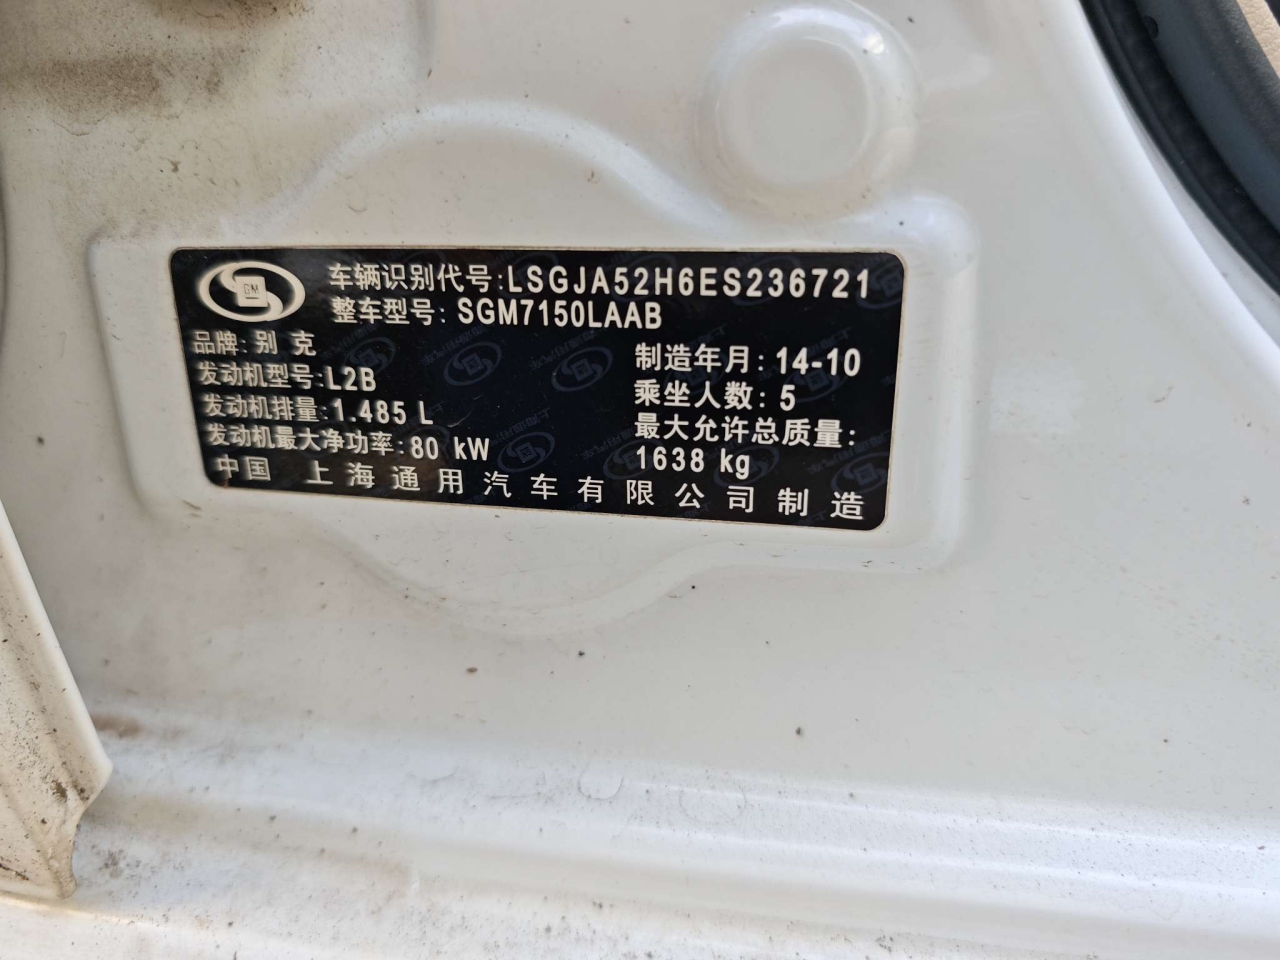 GM
车辆识别代号:LSGJA52H6ES236721
整车型号: SGM7150LAAB
品牌: 别 克
发动机型号:L2B
发动机排量:1.485 L
发动机最大净功率:80 kW
制造年月: 14-10
乘坐人数: 5
最大允许总质量:
1638 kg
中国 上海通用汽车有限公司制造